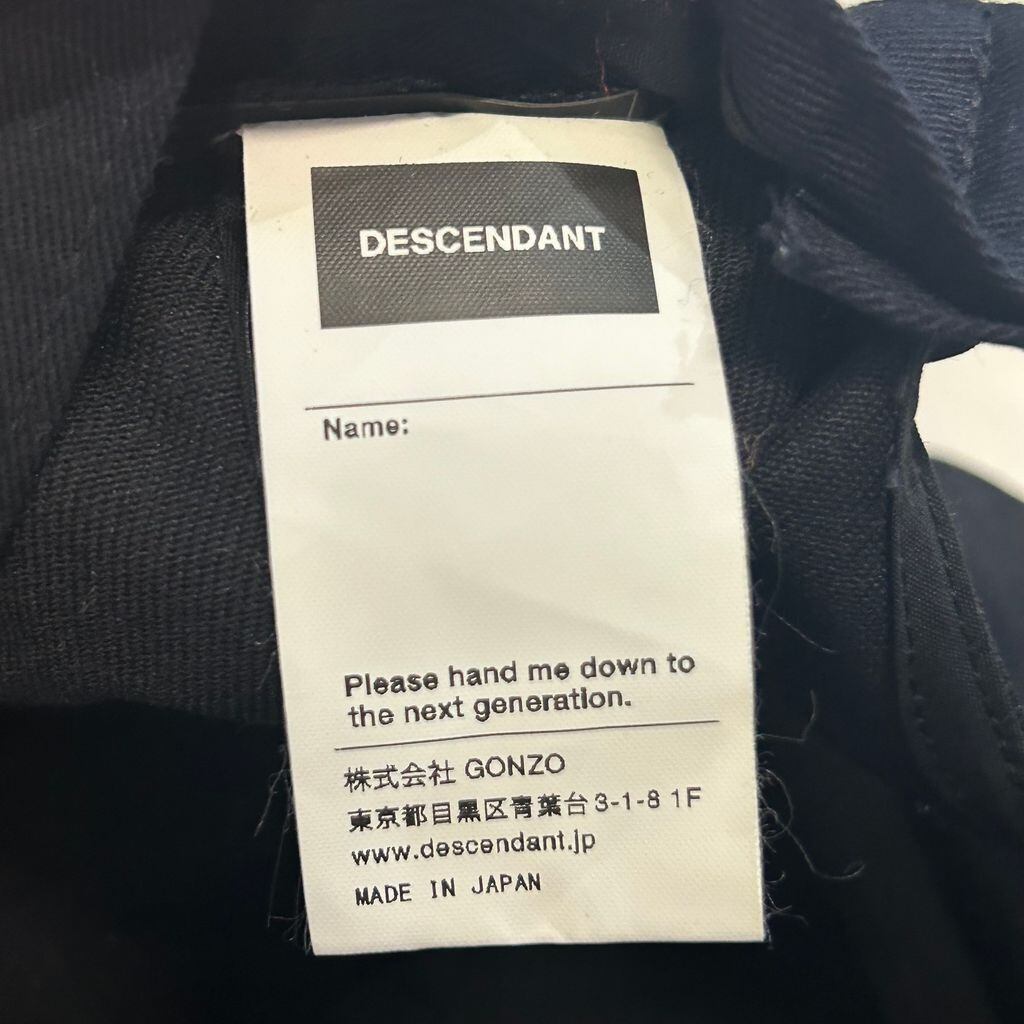 DESCENDANT
Name:
Please hand me down to
the next generation.
株式会社 GONZO
東京都目黒区青葉台 3-1-8 1F
www.descendant.jp
MADE IN JAPAN